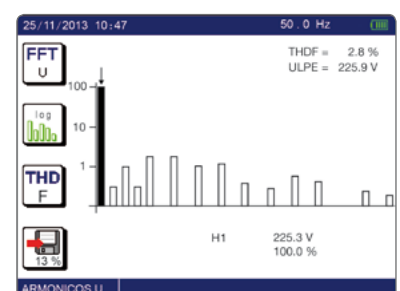 25/11/2013 10:47 50.0 Hz
FFT
U
THDF = 2.8 %
ULPE = 225.9 V
100
log
10
1
THD
F
H1 225.3 V
100.0 %
13 %
ARMONICOS U